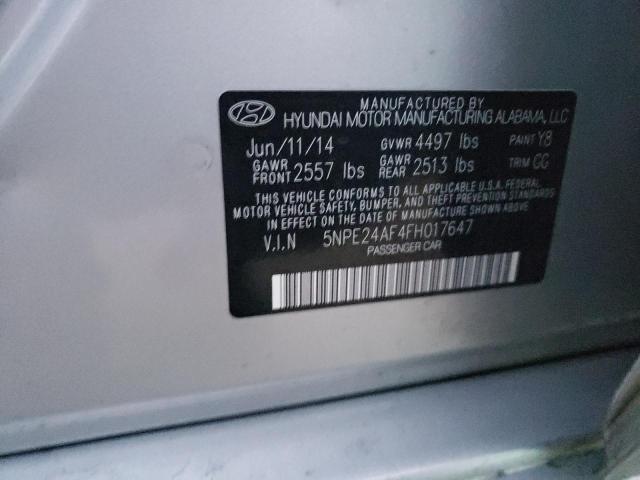 MANUFACTURED BY
HYUNDAI MOTOR MANUFACTURING ALABAMA, LLC
Jun/11/14 GVWR 4497 lbs PAINT Y8
GAWR FRONT 2557 lbs GAWR REAR 2513 lbs TRIM GG
THIS VEHICLE CONFORMS TO ALL APPLICABLE U.S.A. FEDERAL
MOTOR VEHICLE SAFETY, BUMPER, AND THEFT PREVENTION STANDARDS
IN EFFECT ON THE DATE OF MANUFACTURE SHOWN ABOVE.
V.I.N 5NPE24AF4FH017647
PASSENGER CAR